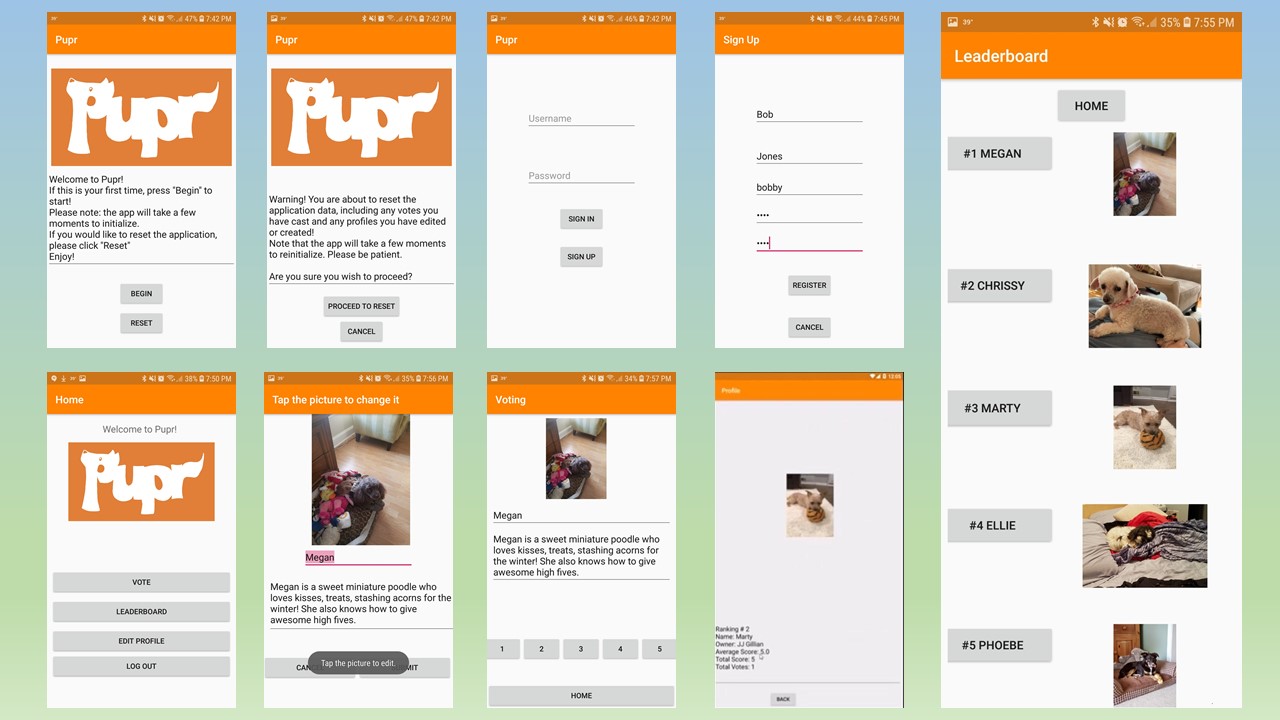 39° 47% 7:42 PM
Pupr
Pupr
Welcome to Pupr!
If this is your first time, press "Begin" to
start!
Please note: the app will take a few
moments to initialize.
If you would like to reset the application,
please click "Reset"
Enjoy!
BEGIN
RESET
39° 47% 7:42 PM
Pupr
Pupr
Warning! You are about to reset the
application data, including any votes you
have cast and any profiles you have edited
or created!
Note that the app will take a few moments
to reinitialize. Please be patient.
Are you sure you wish to proceed?
PROCEED TO RESET
CANCEL
39° 46% 7:42 PM
Pupr
Username
Password
SIGN IN
SIGN UP
39° 44% 7:45 PM
Sign Up
Bob
Jones
bobby
••••
••••
REGISTER
CANCEL
39° 35% 7:55 PM
Leaderboard
HOME
#1 MEGAN
#2 CHRISSY
#3 MARTY
#4 ELLIE
#5 PHOEBE
39° 38% 7:50 PM
Home
Welcome to Pupr!
Pupr
VOTE
LEADERBOARD
EDIT PROFILE
LOG OUT
39° 35% 7:56 PM
Tap the picture to change it
Megan
Megan is a sweet miniature poodle who
loves kisses, treats, stashing acorns for the
winter! She also knows how to give
awesome high fives.
Tap the picture to edit.
39° 34% 7:57 PM
Voting
Megan
Megan is a sweet miniature poodle who
loves kisses, treats, stashing acorns for
the winter! She also knows how to give
awesome high fives.
1 2 3 4 5
HOME
Profile
Ranking # 2
Name: Marty
Owner: JJ Gillian
Average Score: 5.0
Total Score: 5
Total Votes: 1
BACK